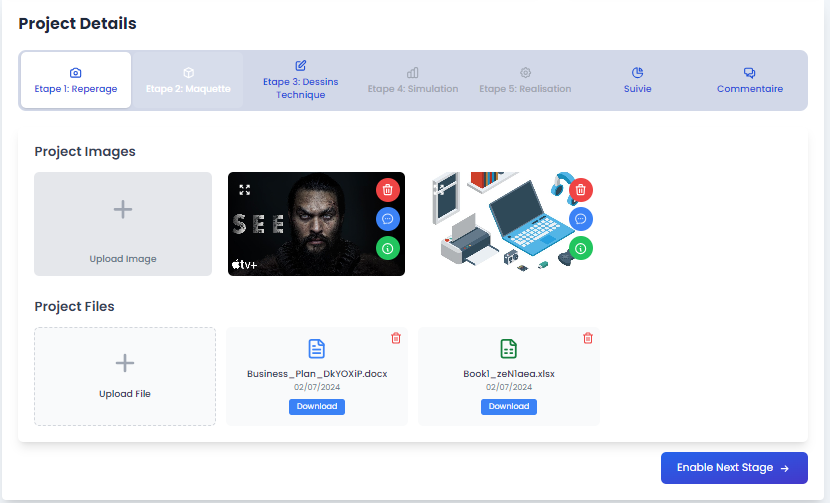 Project Details
Etape 1: Reperage
Etape 2: Maquette
Etape 3: Dessins
Technique
Etape 4: Simulation
Etape 5: Realisation
Suivie
Commentaire
Project Images
Upload Image
SEE
tv+
Project Files
Upload File
Business_Plan_DkYOXiP.docx
02/07/2024
Download
Book1_zeN1aea.xlsx
02/07/2024
Download
Enable Next Stage →